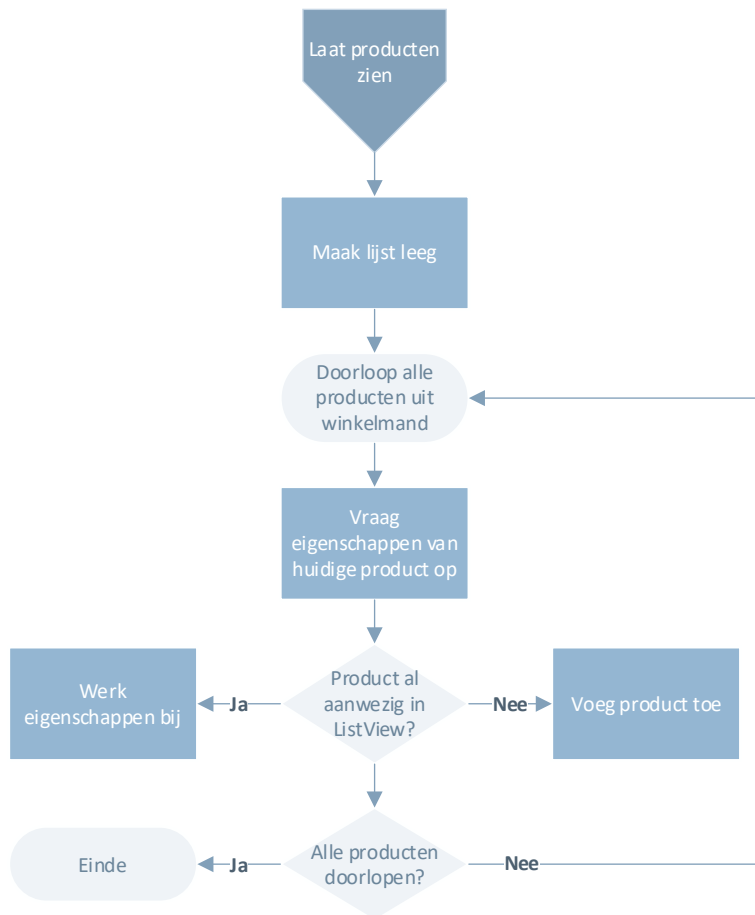 Laat producten
zien
Maak lijst leeg
Doorloop alle
producten uit
winkelmand
Vraag
eigenschappen van
huidige product op
Product al
aanwezig in
ListView?
Ja
Werk
eigenschappen bij
Nee
Voeg product toe
Alle producten
doorlopen?
Ja
Einde
Nee